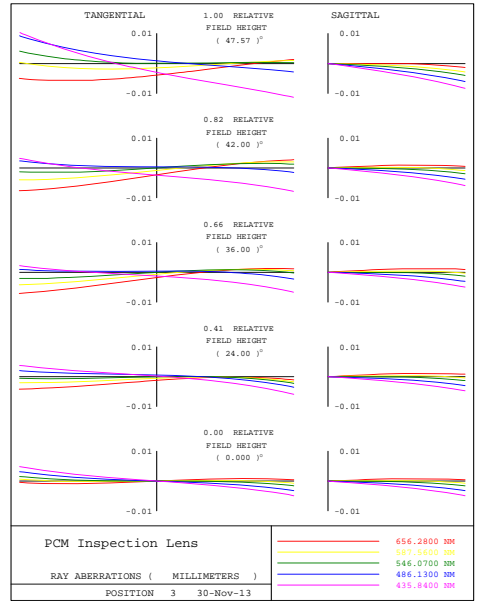 TANGENTIAL 1.00 RELATIVE SAGITTAL
FIELD HEIGHT
( 47.57 )°
0.01 0.01
-0.01 -0.01
0.82 RELATIVE
FIELD HEIGHT
( 42.00 )°
0.01 0.01
-0.01 -0.01
0.66 RELATIVE
FIELD HEIGHT
( 36.00 )°
0.01 0.01
-0.01 -0.01
0.41 RELATIVE
FIELD HEIGHT
( 24.00 )°
0.01 0.01
-0.01 -0.01
0.00 RELATIVE
FIELD HEIGHT
( 0.000 )°
0.01 0.01
-0.01 -0.01
PCM Inspection Lens
RAY ABERRATIONS ( MILLIMETERS )
POSITION 3 30-Nov-13
656.2800 NM
546.0700 NM
486.1300 NM
435.8400 NM